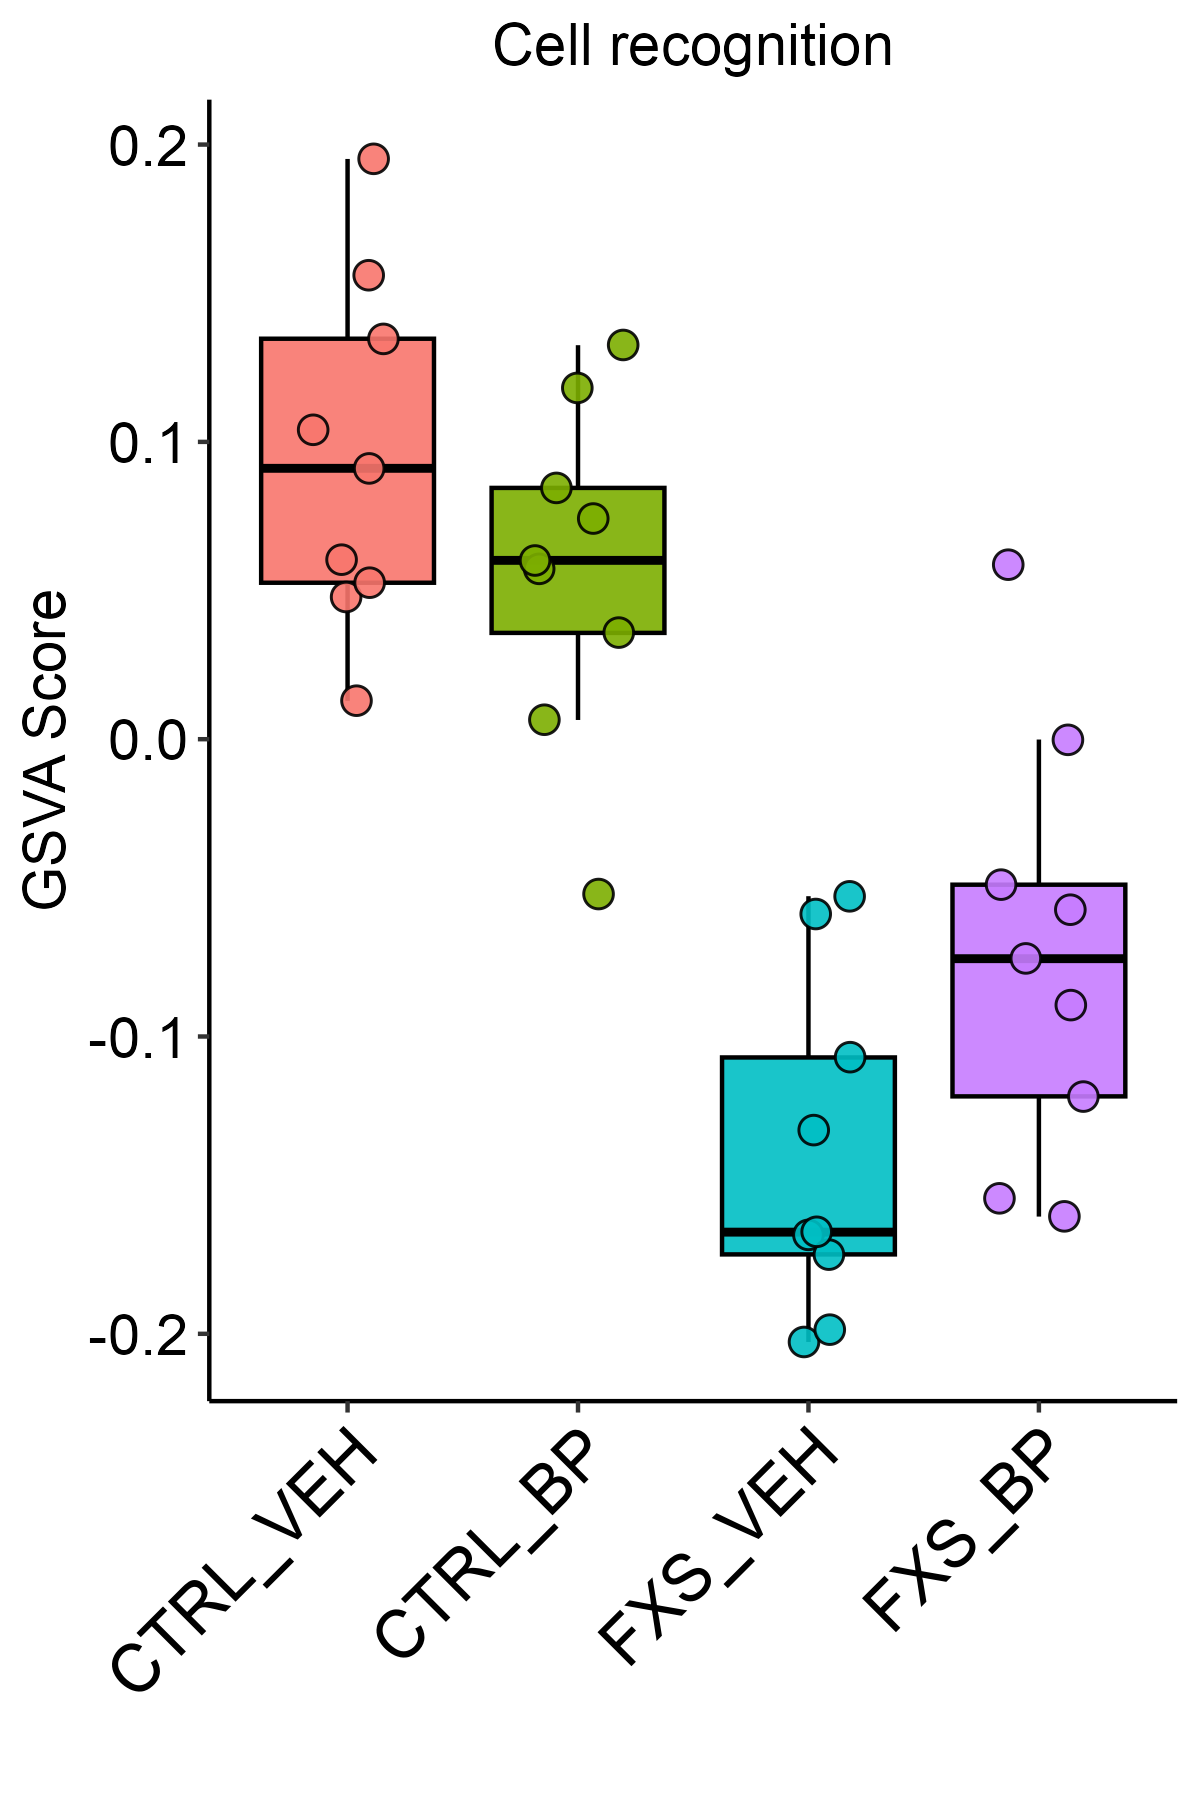 Cell recognition
GSVA Score
0.2
0.1
0.0
-0.1
-0.2
CTRL_VEH
CTRL_BP
FXS_VEH
FXS_BP